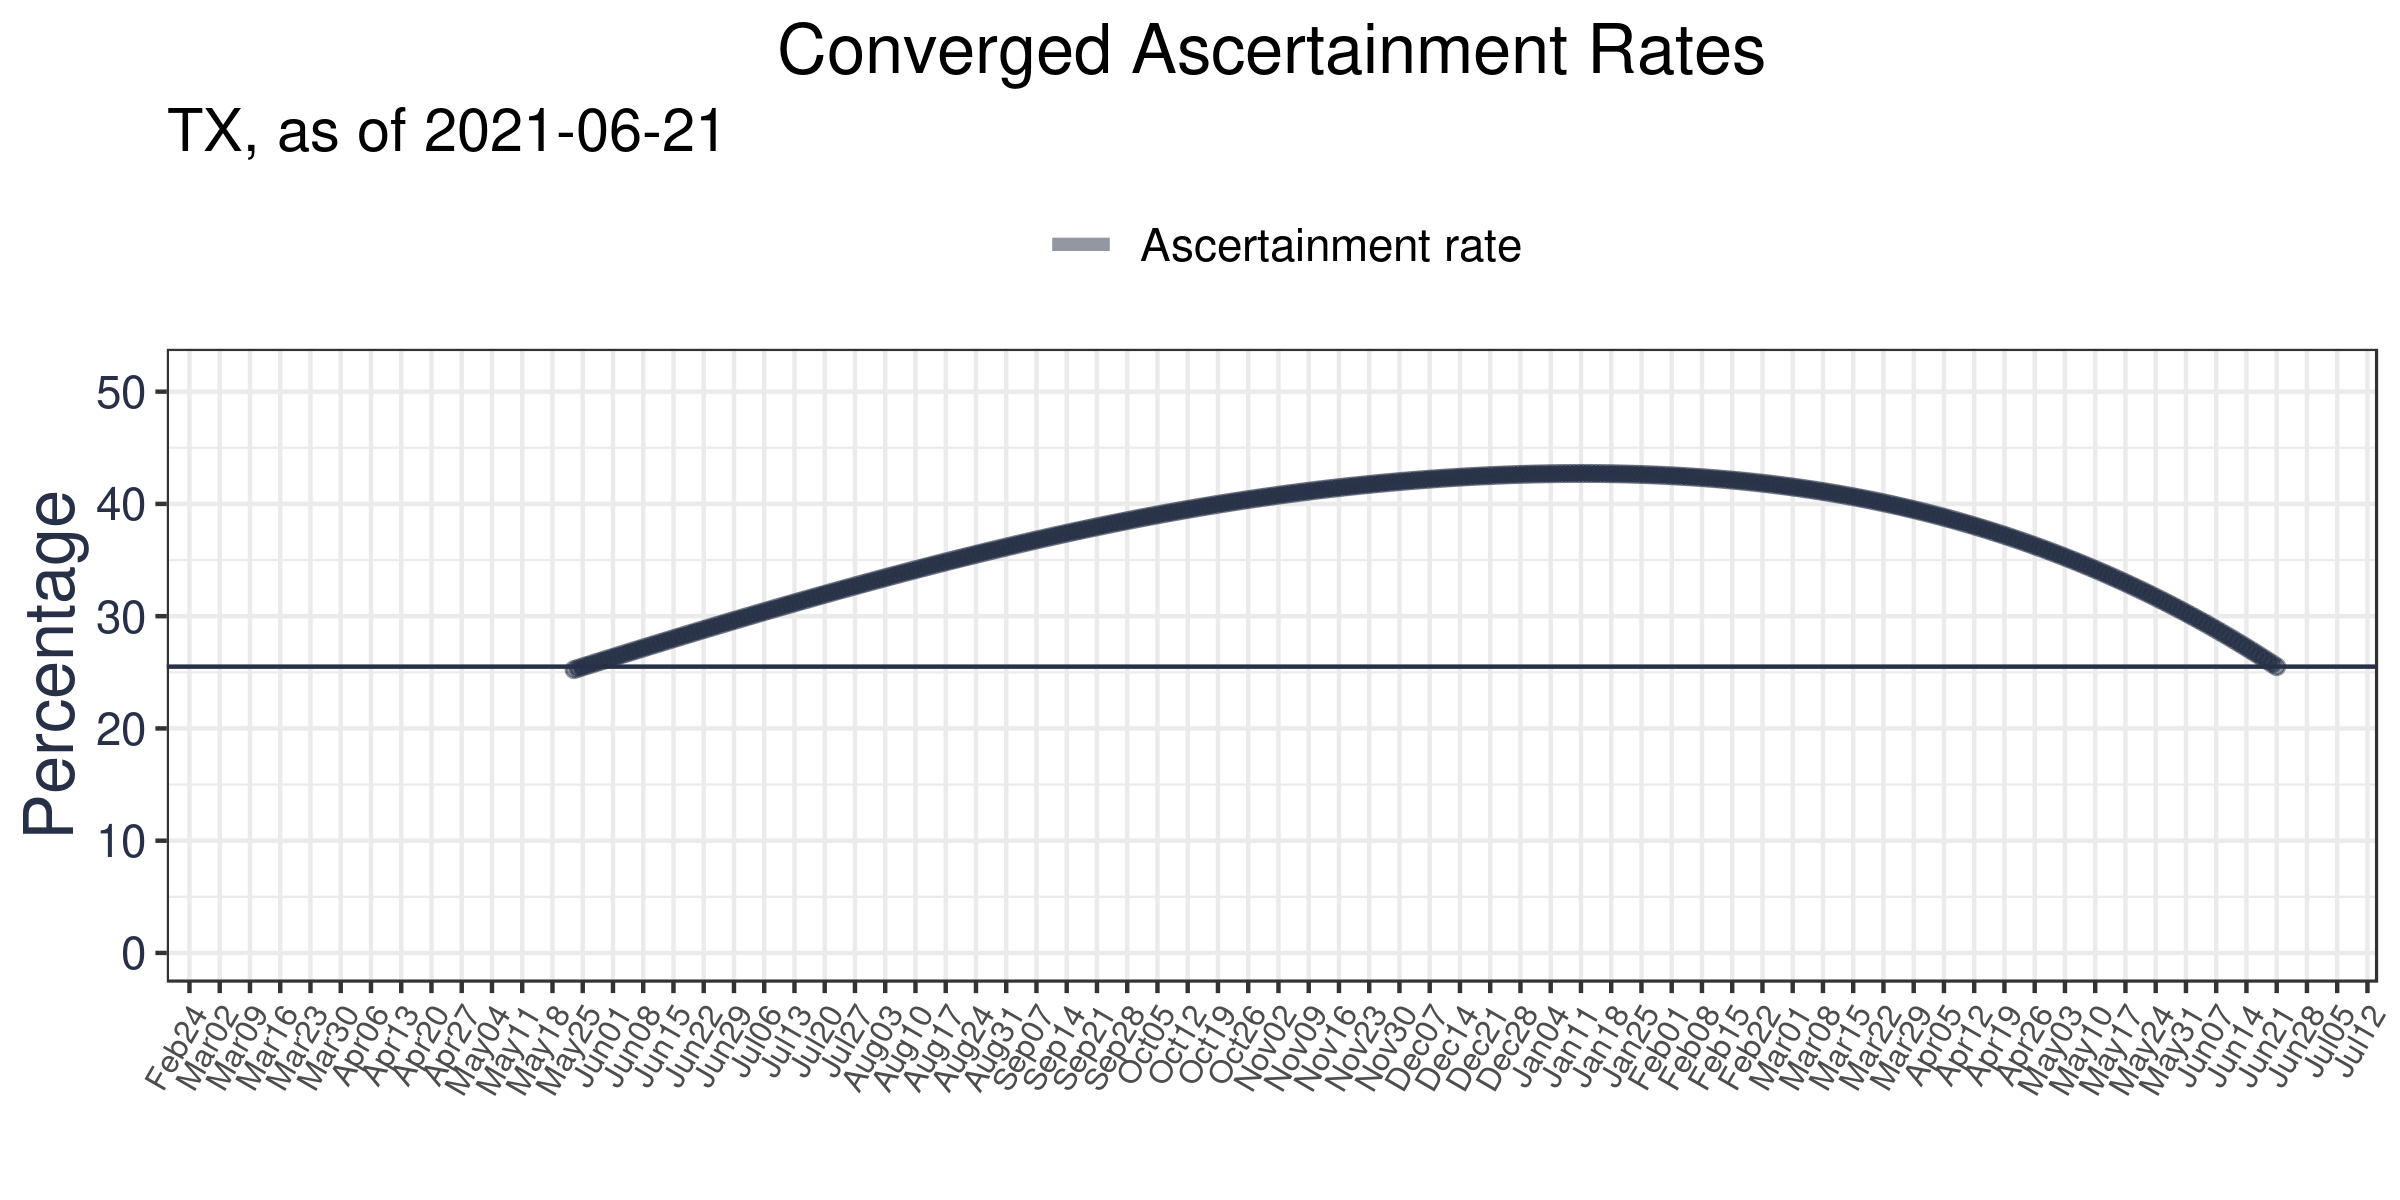 Converged Ascertainment Rates
TX, as of 2021-06-21
Ascertainment rate
Percentage
50
40
30
20
10
0
Feb24
Mar02
Mar09
Mar16
Mar23
Mar30
Apr06
Apr13
Apr20
Apr27
May04
May11
May18
May25
Jun01
Jun08
Jun15
Jun22
Jun29
Jul06
Jul13
Jul20
Jul27
Aug03
Aug10
Aug17
Aug24
Aug31
Sep07
Sep14
Sep21
Sep28
Oct05
Oct12
Oct19
Oct26
Nov02
Nov09
Nov16
Nov23
Nov30
Dec07
Dec14
Dec21
Dec28
Jan04
Jan11
Jan18
Jan25
Feb01
Feb08
Feb15
Feb22
Mar01
Mar08
Mar15
Mar22
Mar29
Apr05
Apr12
Apr19
Apr26
May03
May10
May17
May24
May31
Jun07
Jun14
Jun21
Jun28
Jul05
Jul12